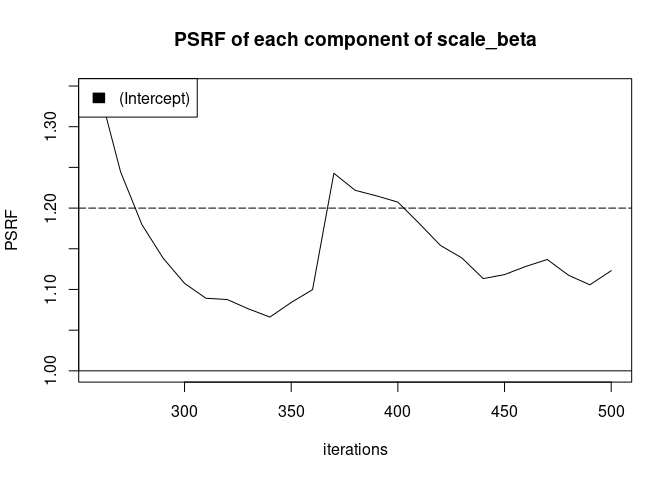 PSRF of each component of scale_beta
(Intercept)
PSRF
1.30
1.20
1.10
1.00
300 350 400 450 500
iterations